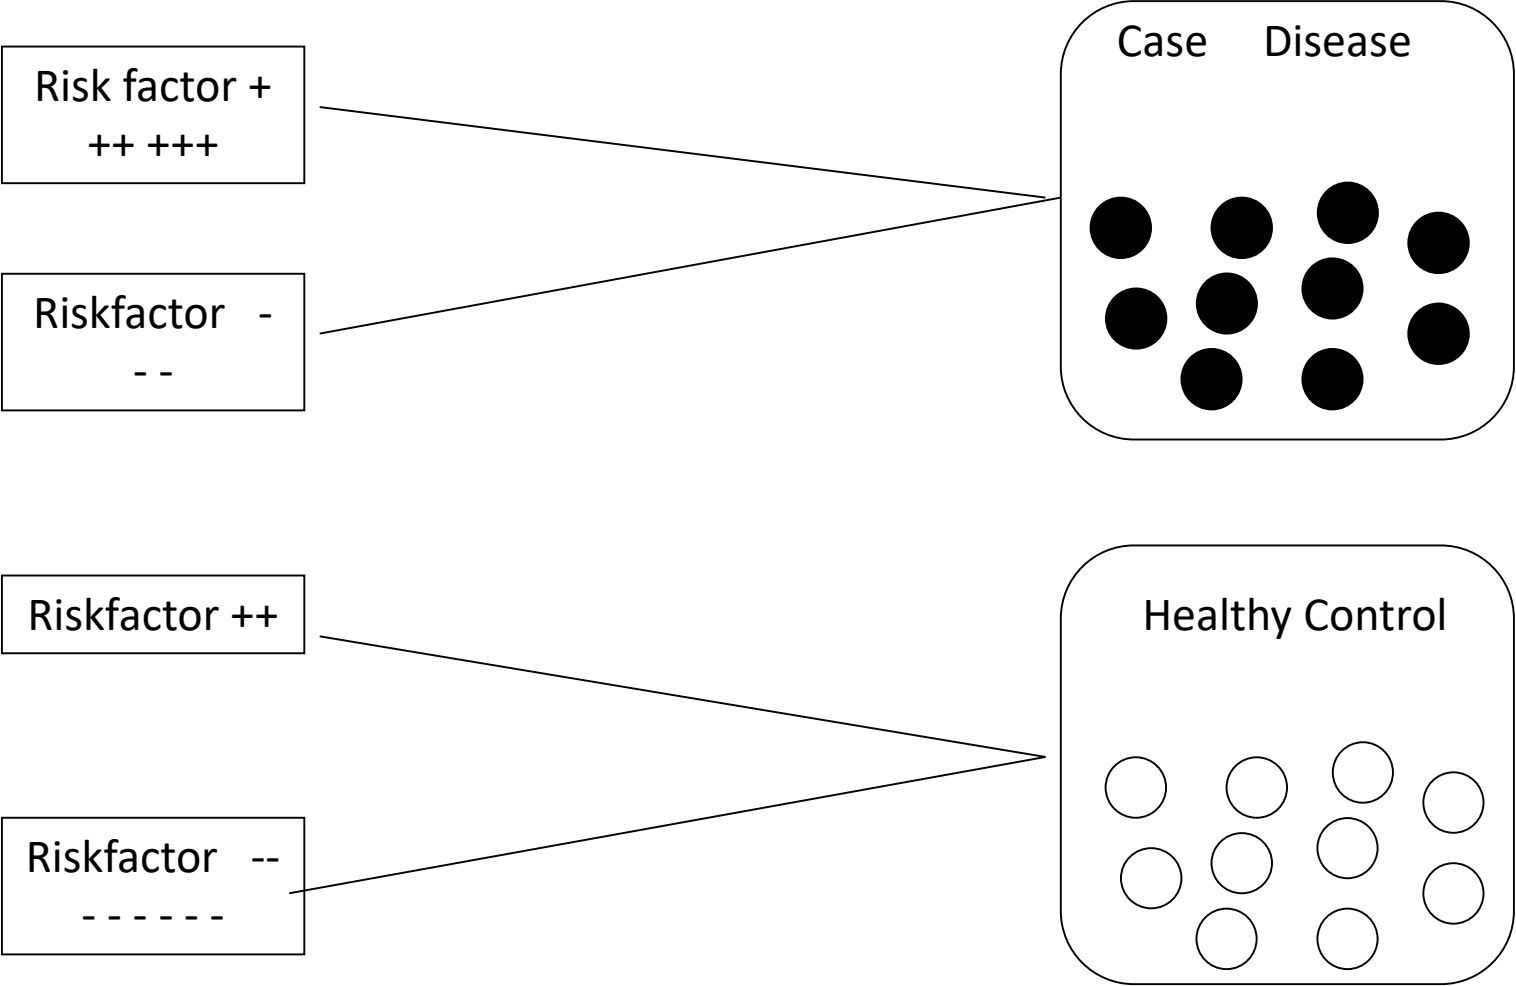 Risk factor +
++ +++
Case Disease
Riskfactor -
- -
Riskfactor ++
Healthy Control
Riskfactor --
- - - - - -